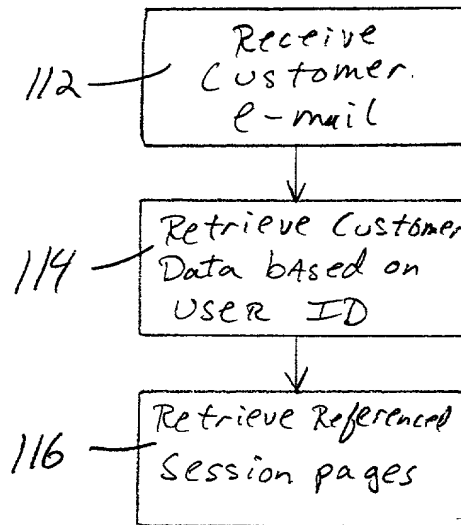 Receive
112
Customer.
e-mail
Retrieve Customer
114
Data bAsed on
USER ID
Retrieve Referenced
116
Session pages